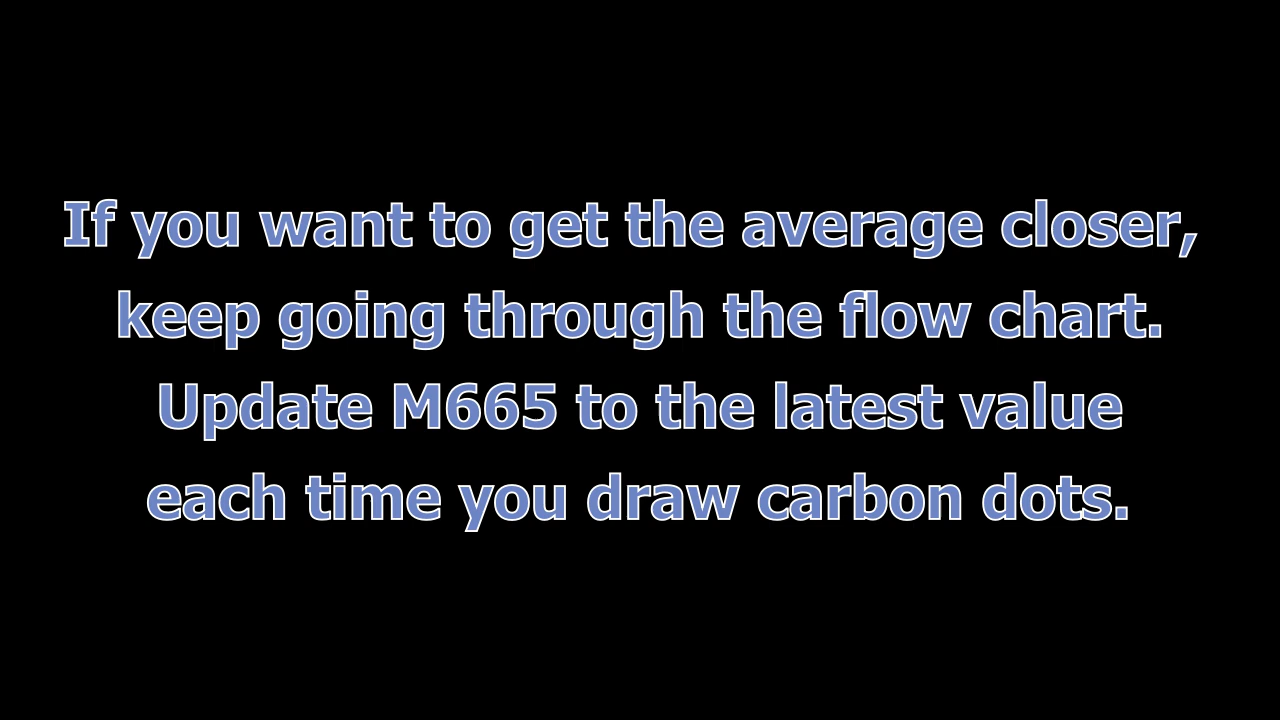 If you want to get the average closer,
keep going through the flow chart.
Update M665 to the latest value
each time you draw carbon dots.